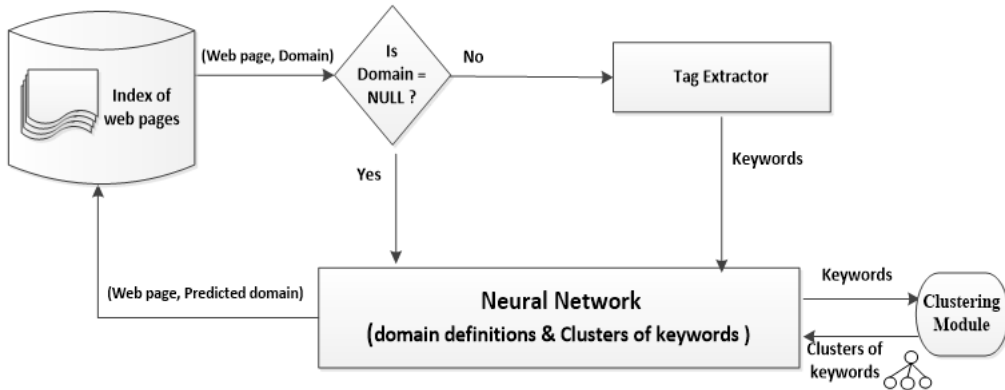 (Web page, Domain)
Is
Domain =
NULL ?
No
Tag Extractor
Index of
web pages
Yes
Keywords
(Web page, Predicted domain)
Neural Network
(domain definitions & Clusters of keywords )
Keywords
Clustering
Module
Clusters of
keywords